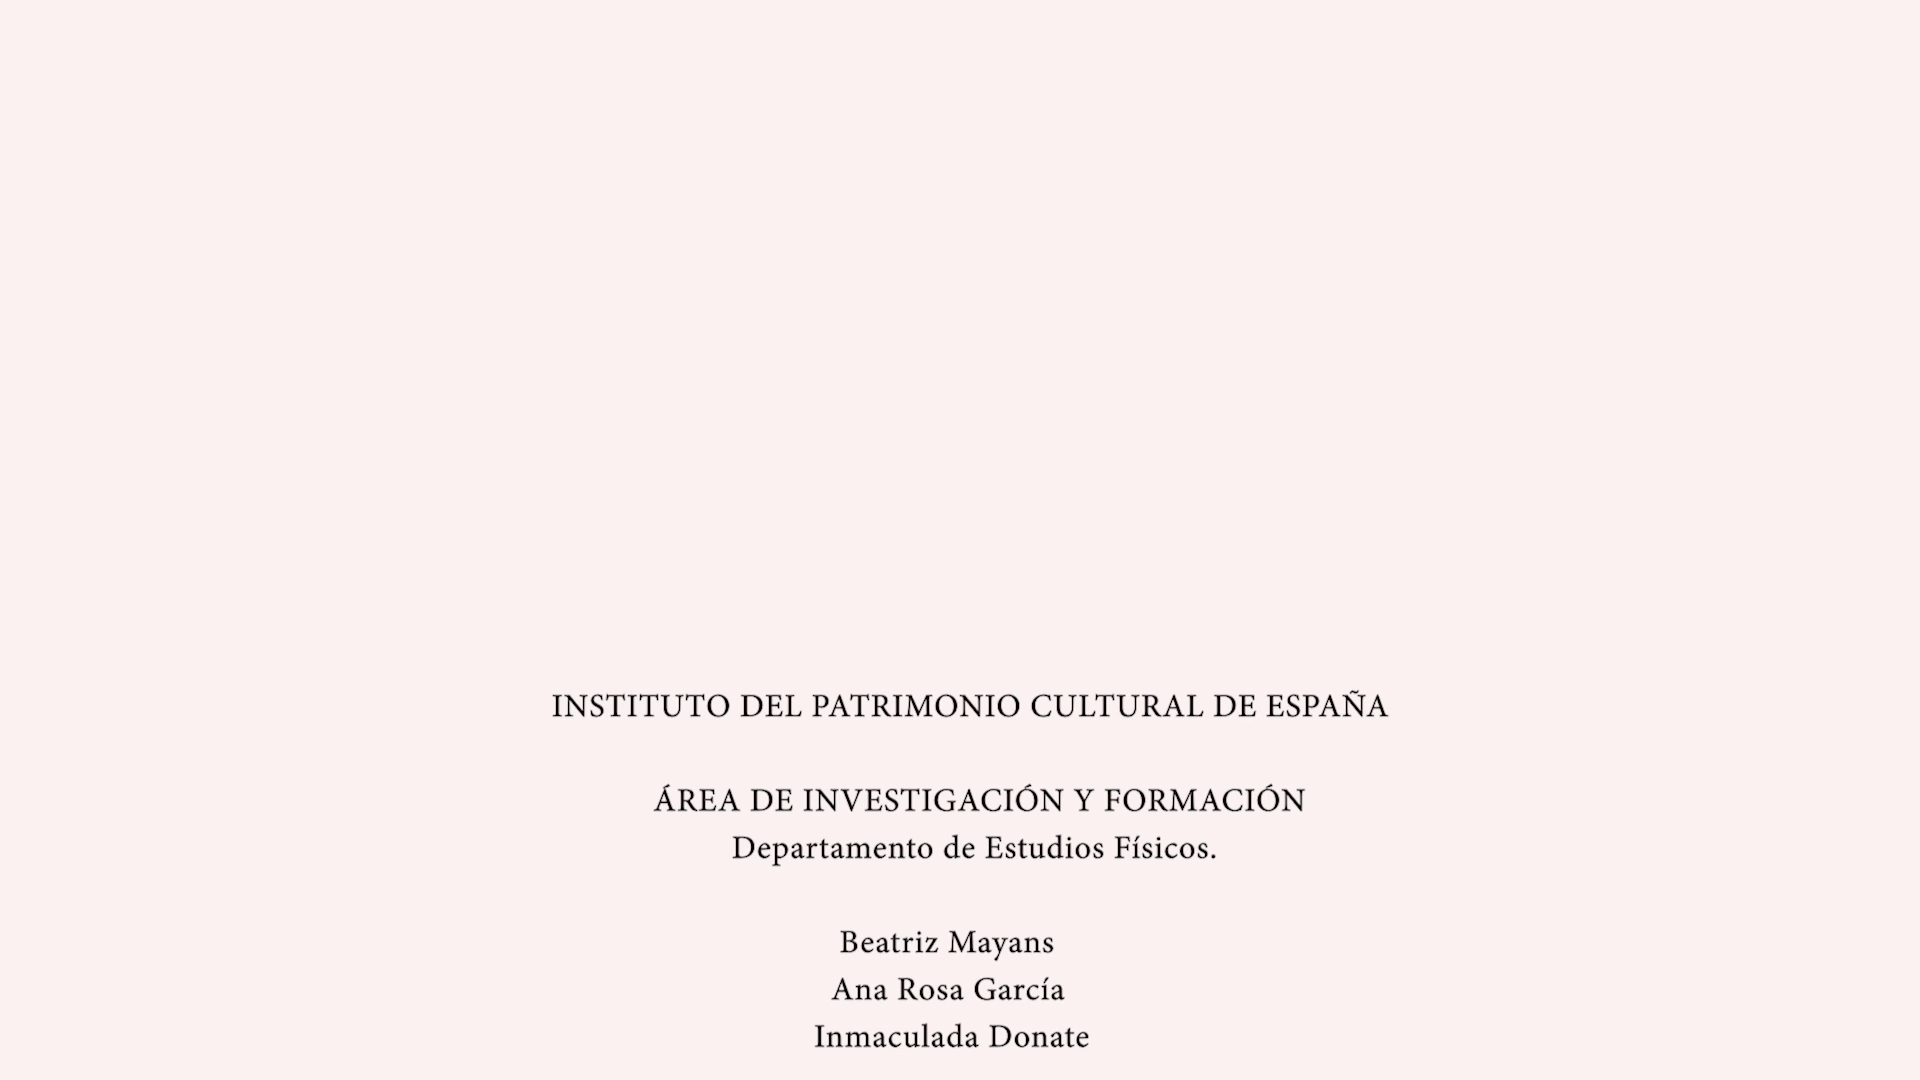 INSTITUTO DEL PATRIMONIO CULTURAL DE ESPAÑA
ÁREA DE INVESTIGACIÓN Y FORMACIÓN
Departamento de Estudios Físicos.
Beatriz Mayans
Ana Rosa García
Inmaculada Donate